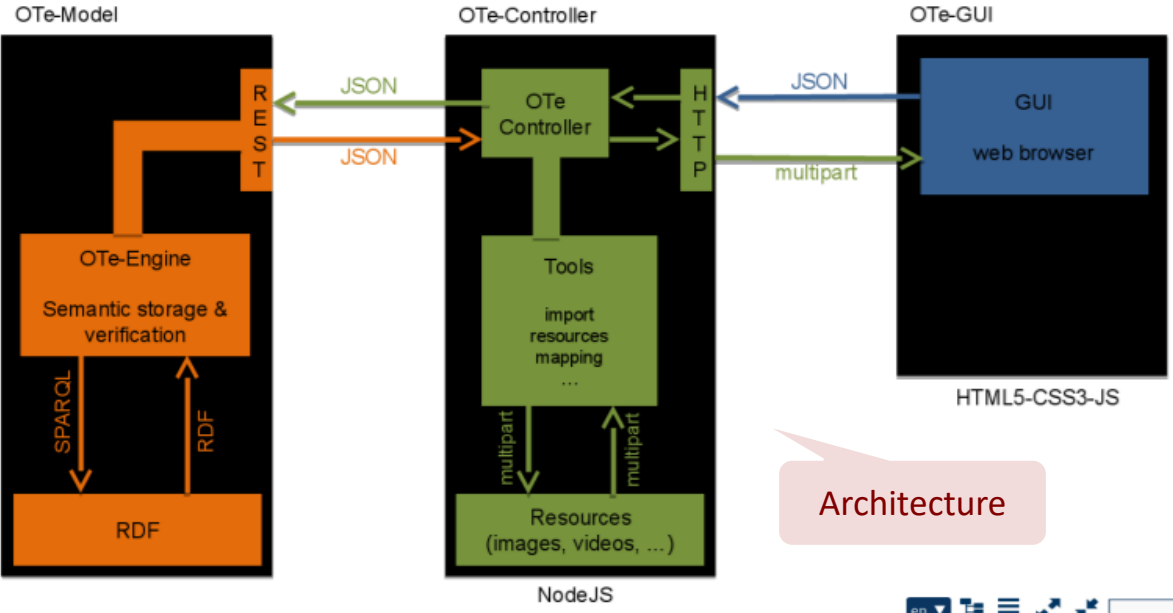 OTe-Model
OTe-Controller
OTe-GUI
REST
JSON
JSON
OTe
Controller
HTTP
JSON
multipart
GUI
web browser
OTe-Engine
Semantic storage &
verification
SPARQL
RDF
RDF
Tools
import
resources
mapping
...
multipart
multipart
Resources
(images, videos, ...)
NodeJS
HTML5-CSS3-JS
Architecture
en